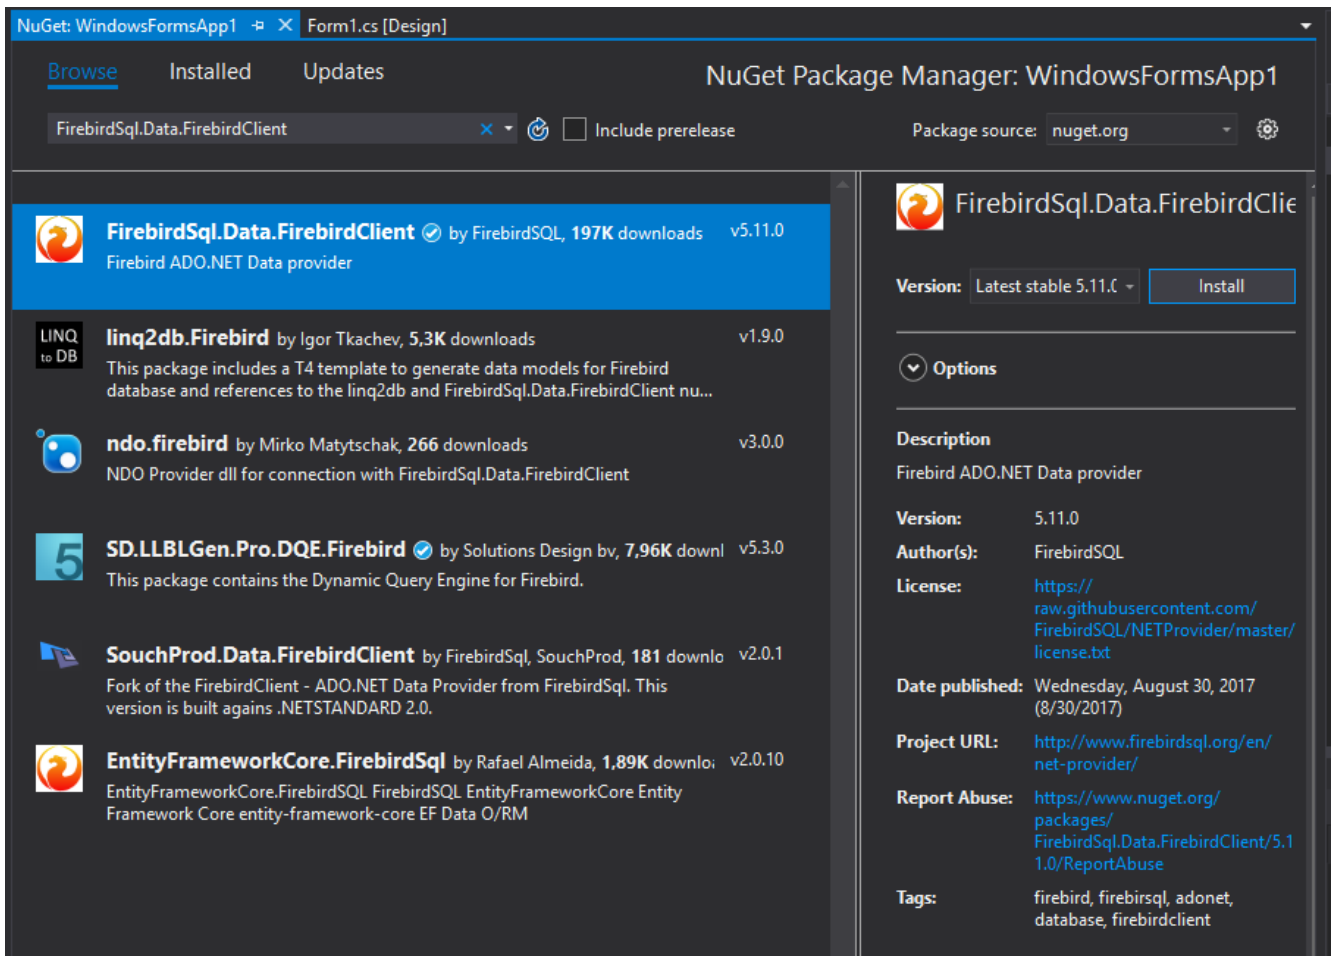 NuGet: WindowsFormsApp1 Form1.cs [Design]
Browse Installed Updates NuGet Package Manager: WindowsFormsApp1
FirebirdSql.Data.FirebirdClient Include prerelease Package source: nuget.org
FirebirdSql.Data.FirebirdClient by FirebirdSQL, 197K downloads v5.11.0
Firebird ADO.NET Data provider
LINQ to DB
linq2db.Firebird by Igor Tkachev, 5,3K downloads v1.9.0
This package includes a T4 template to generate data models for Firebird
database and references to the linq2db and FirebirdSql.Data.FirebirdClient nu...
ndo.firebird by Mirko Matytschak, 266 downloads v3.0.0
NDO Provider dll for connection with FirebirdSql.Data.FirebirdClient
5
SD.LLBLGen.Pro.DQE.Firebird by Solutions Design bv, 7,96K downl v5.3.0
This package contains the Dynamic Query Engine for Firebird.
SouchProd.Data.FirebirdClient by FirebirdSql, SouchProd, 181 downlo v2.0.1
Fork of the FirebirdClient - ADO.NET Data Provider from FirebirdSql. This
version is built agains .NETSTANDARD 2.0.
EntityFrameworkCore.FirebirdSql by Rafael Almeida, 1,89K downloa v2.0.10
EntityFrameworkCore.FirebirdSQL FirebirdSQL EntityFrameworkCore Entity
Framework Core entity-framework-core EF Data O/RM
FirebirdSql.Data.FirebirdClie
Version: Latest stable 5.11.0 Install
Options
Description
Firebird ADO.NET Data provider
Version: 5.11.0
Author(s): FirebirdSQL
License: https://
raw.githubusercontent.com/
FirebirdSQL/NETProvider/master/
license.txt
Date published: Wednesday, August 30, 2017
(8/30/2017)
Project URL: http://www.firebirdsql.org/en/
net-provider/
Report Abuse: https://www.nuget.org/
packages/
FirebirdSql.Data.FirebirdClient/5.1
1.0/ReportAbuse
Tags: firebird, firebirsql, adonet,
database, firebirdclient